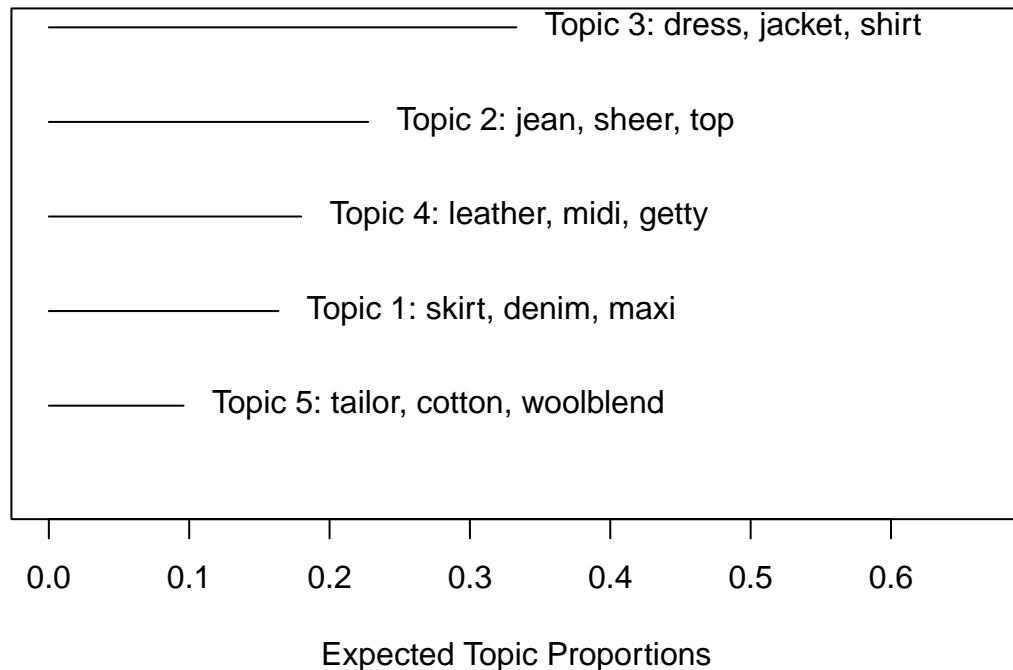 Topic 3: dress, jacket, shirt
Topic 2: jean, sheer, top
Topic 4: leather, midi, getty
Topic 1: skirt, denim, maxi
Topic 5: tailor, cotton, woolblend
0.0 0.1 0.2 0.3 0.4 0.5 0.6
Expected Topic Proportions